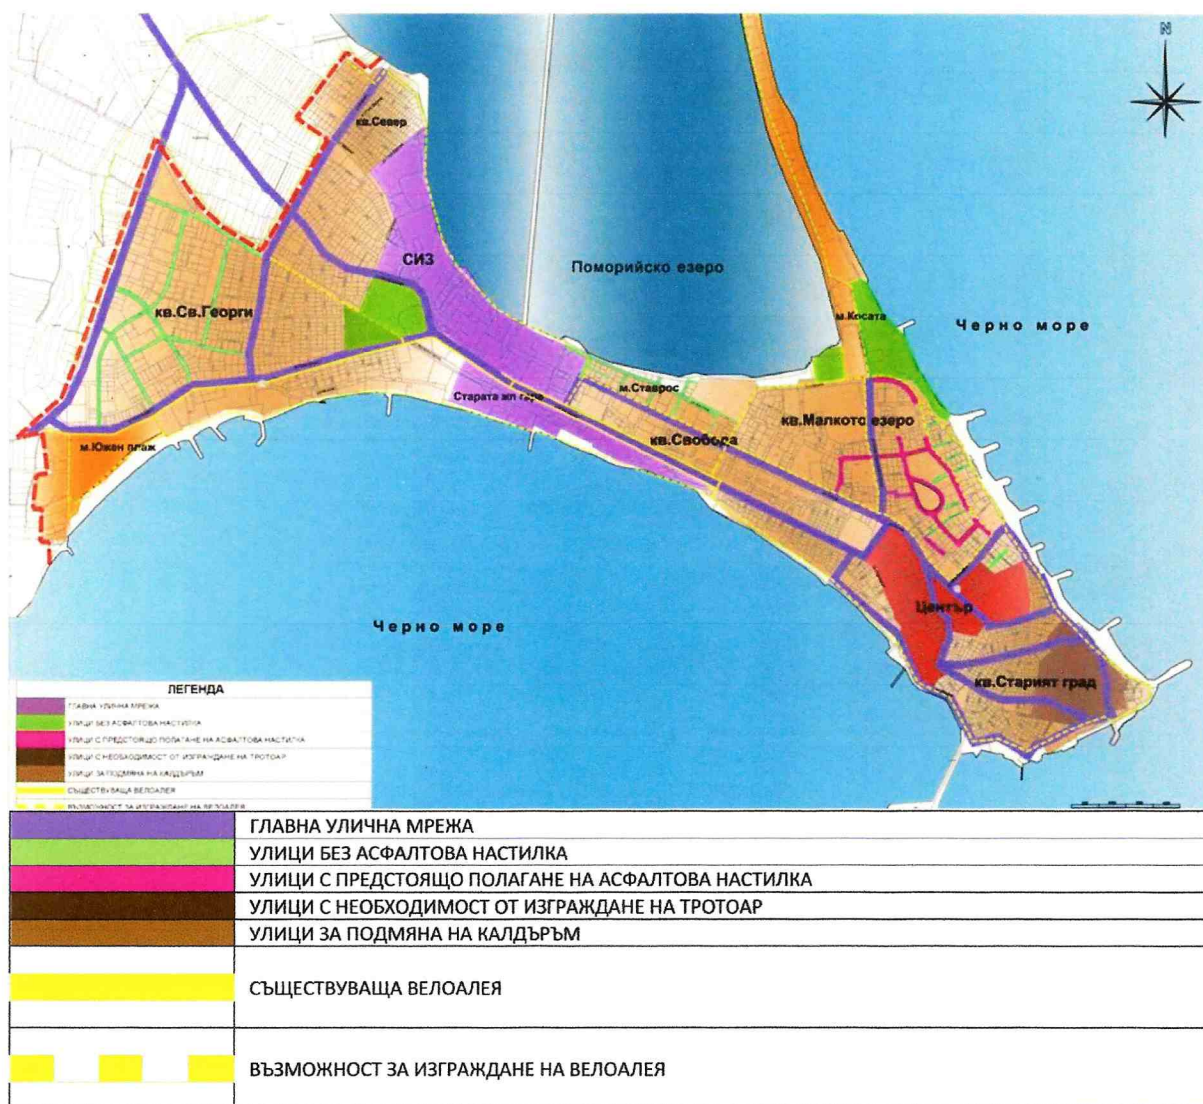 N
кв.Север
СИЗ
Поморийско езеро
кв.Св.Георги
м.Косата
Черно море
Старата жп гара
м.Ставрос
кв.Свобода
кв.Малкото езеро
м.Южен плаж
Център
Черно море
кв.Старият град
ЛЕГЕНДА
ГЛАВНА УЛИЧНА МРЕЖА
УЛИЦИ БЕЗ АСФАЛТОВА НАСТИЛКА
УЛИЦИ С ПРЕДСТОЯЩО ПОЛАГАНЕ НА АСФАЛТОВА НАСТИЛКА
УЛИЦИ С НЕОБХОДИМОСТ ОТ ИЗГРАЖДАНЕ НА ТРОТОАР
УЛИЦИ ЗА ПОДМЯНА НА КАЛДЪРЪМ
СЪЩЕСТВУВАЩА ВЕЛОАЛЕЯ
ВЪЗМОЖНОСТ ЗА ИЗГРАЖДАНЕ НА ВЕЛОАЛЕЯ
ГЛАВНА УЛИЧНА МРЕЖА
УЛИЦИ БЕЗ АСФАЛТОВА НАСТИЛКА
УЛИЦИ С ПРЕДСТОЯЩО ПОЛАГАНЕ НА АСФАЛТОВА НАСТИЛКА
УЛИЦИ С НЕОБХОДИМОСТ ОТ ИЗГРАЖДАНЕ НА ТРОТОАР
УЛИЦИ ЗА ПОДМЯНА НА КАЛДЪРЪМ
СЪЩЕСТВУВАЩА ВЕЛОАЛЕЯ
ВЪЗМОЖНОСТ ЗА ИЗГРАЖДАНЕ НА ВЕЛОАЛЕЯ